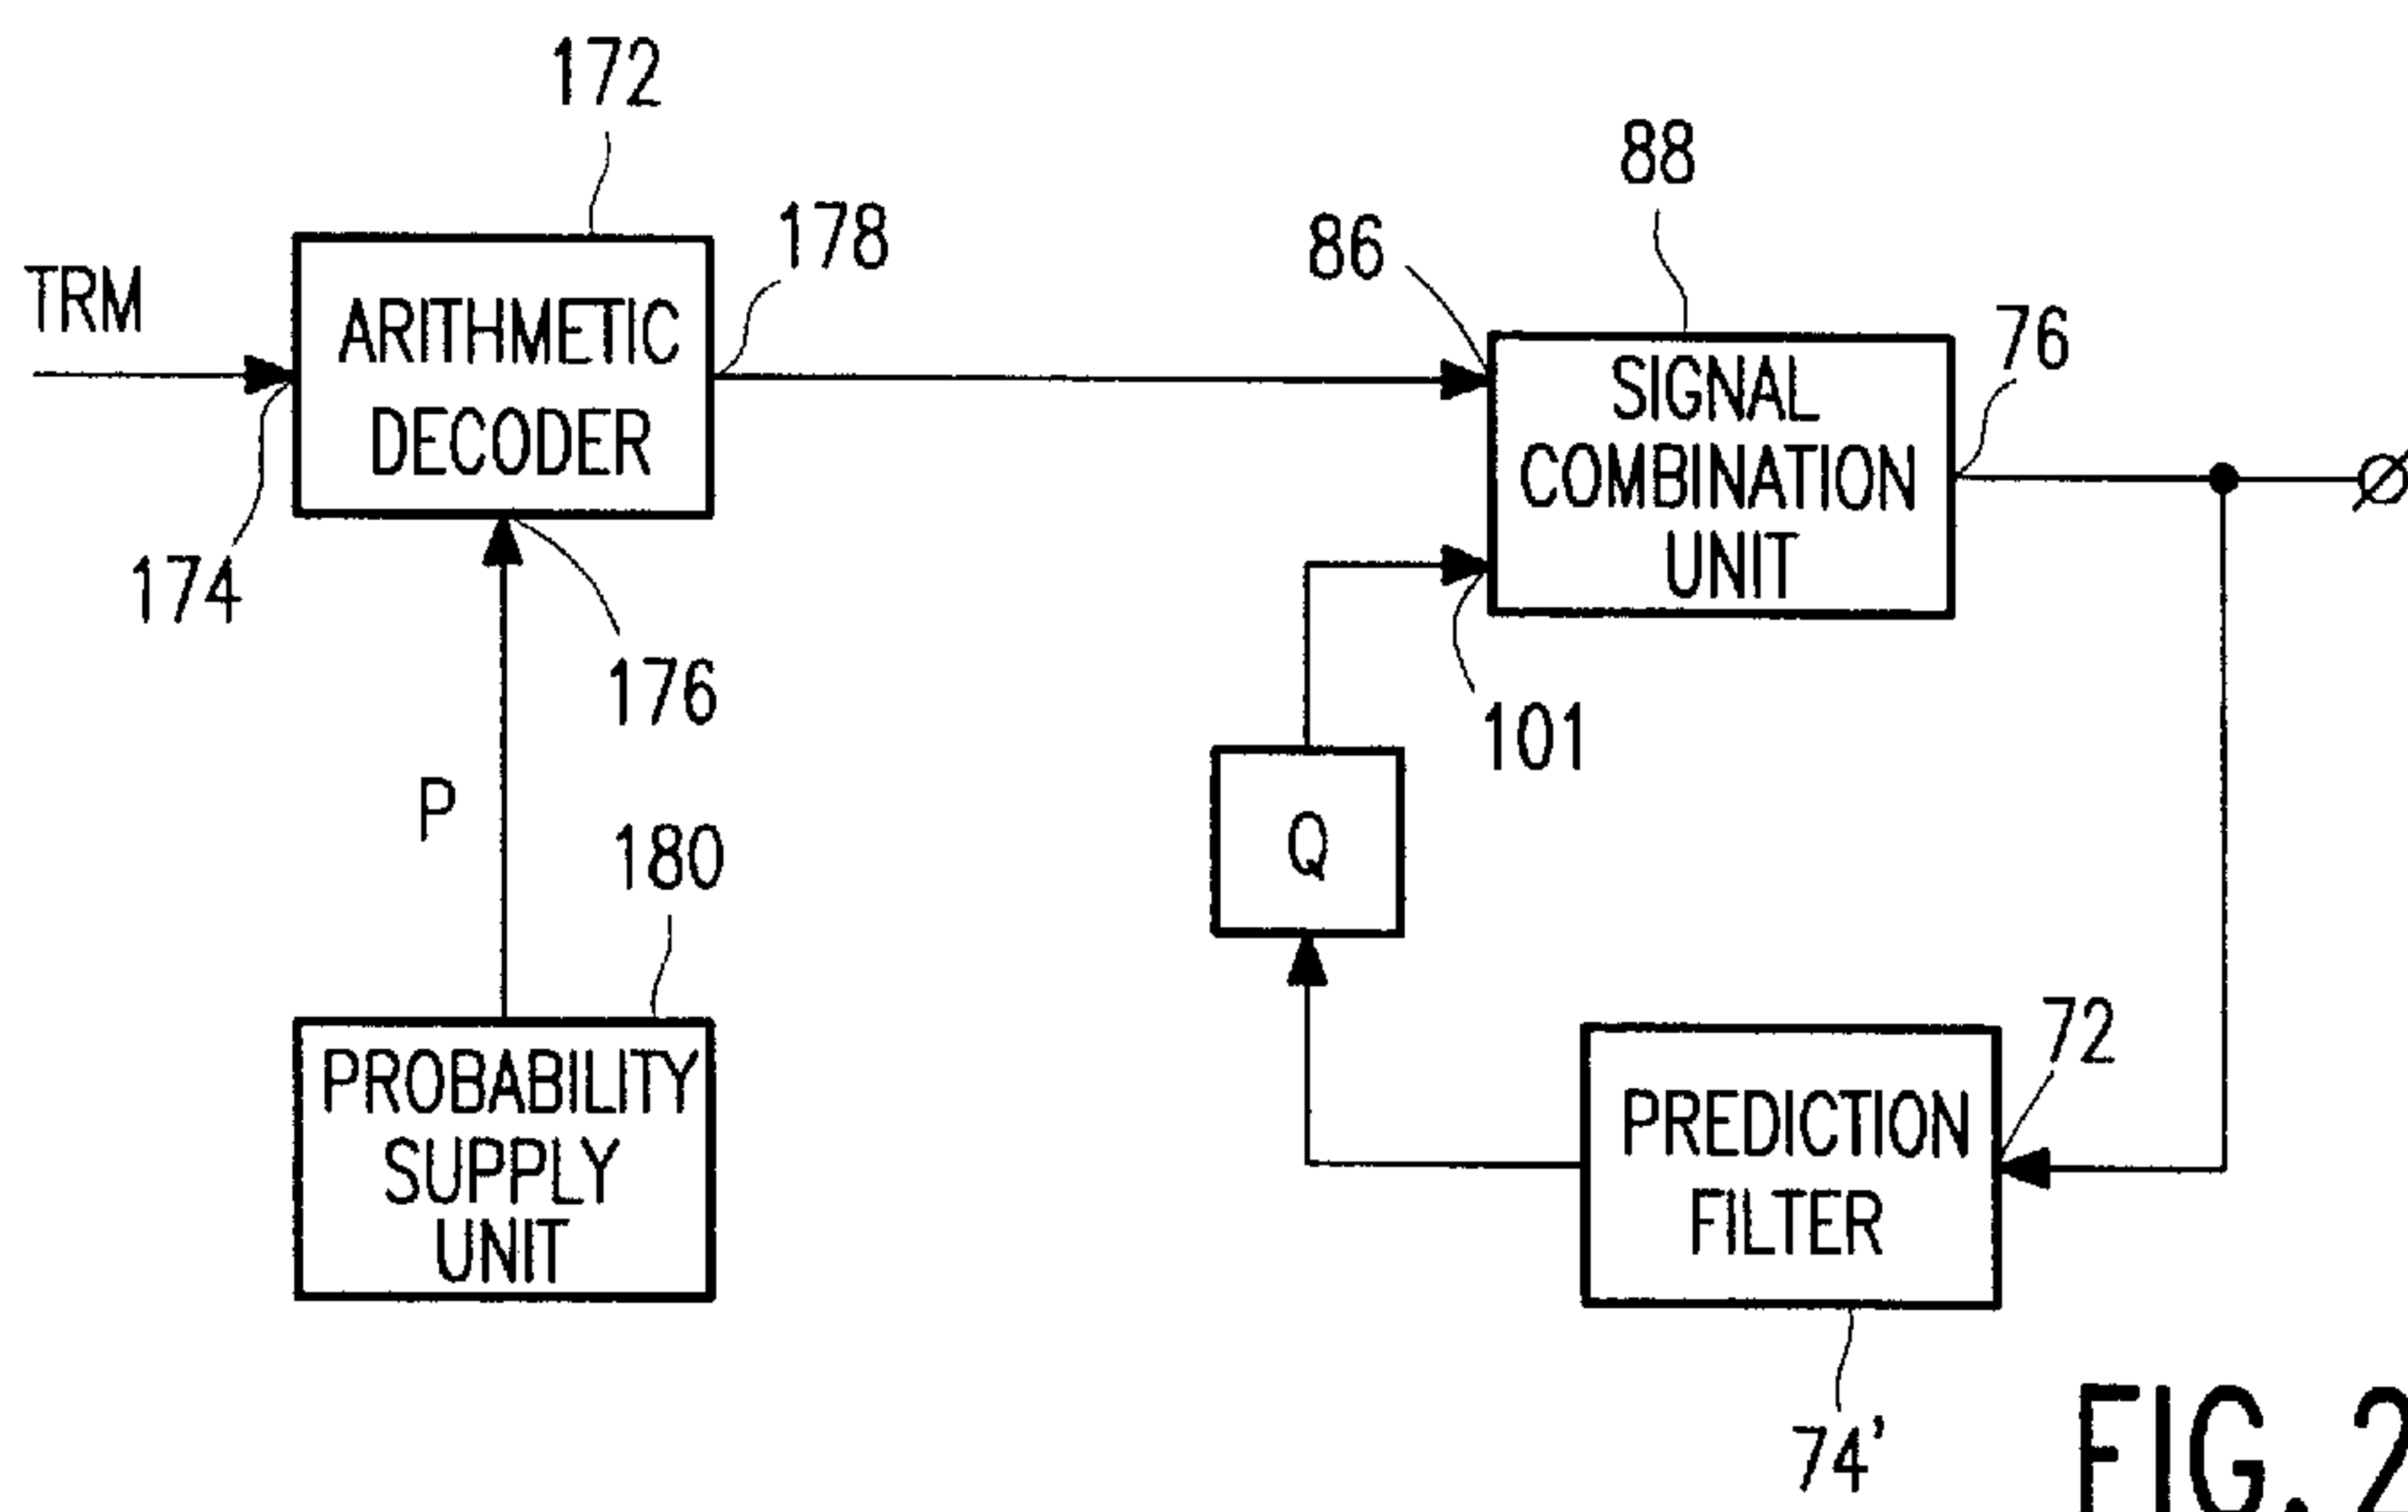 172
TRM
ARITHMETIC
DECODER
178
174
176
P
180
PROBABILITY
SUPPLY
UNIT
86
88
SIGNAL
COMBINATION
UNIT
76
101
Q
72
PREDICTION
FILTER
74'
FIG.2